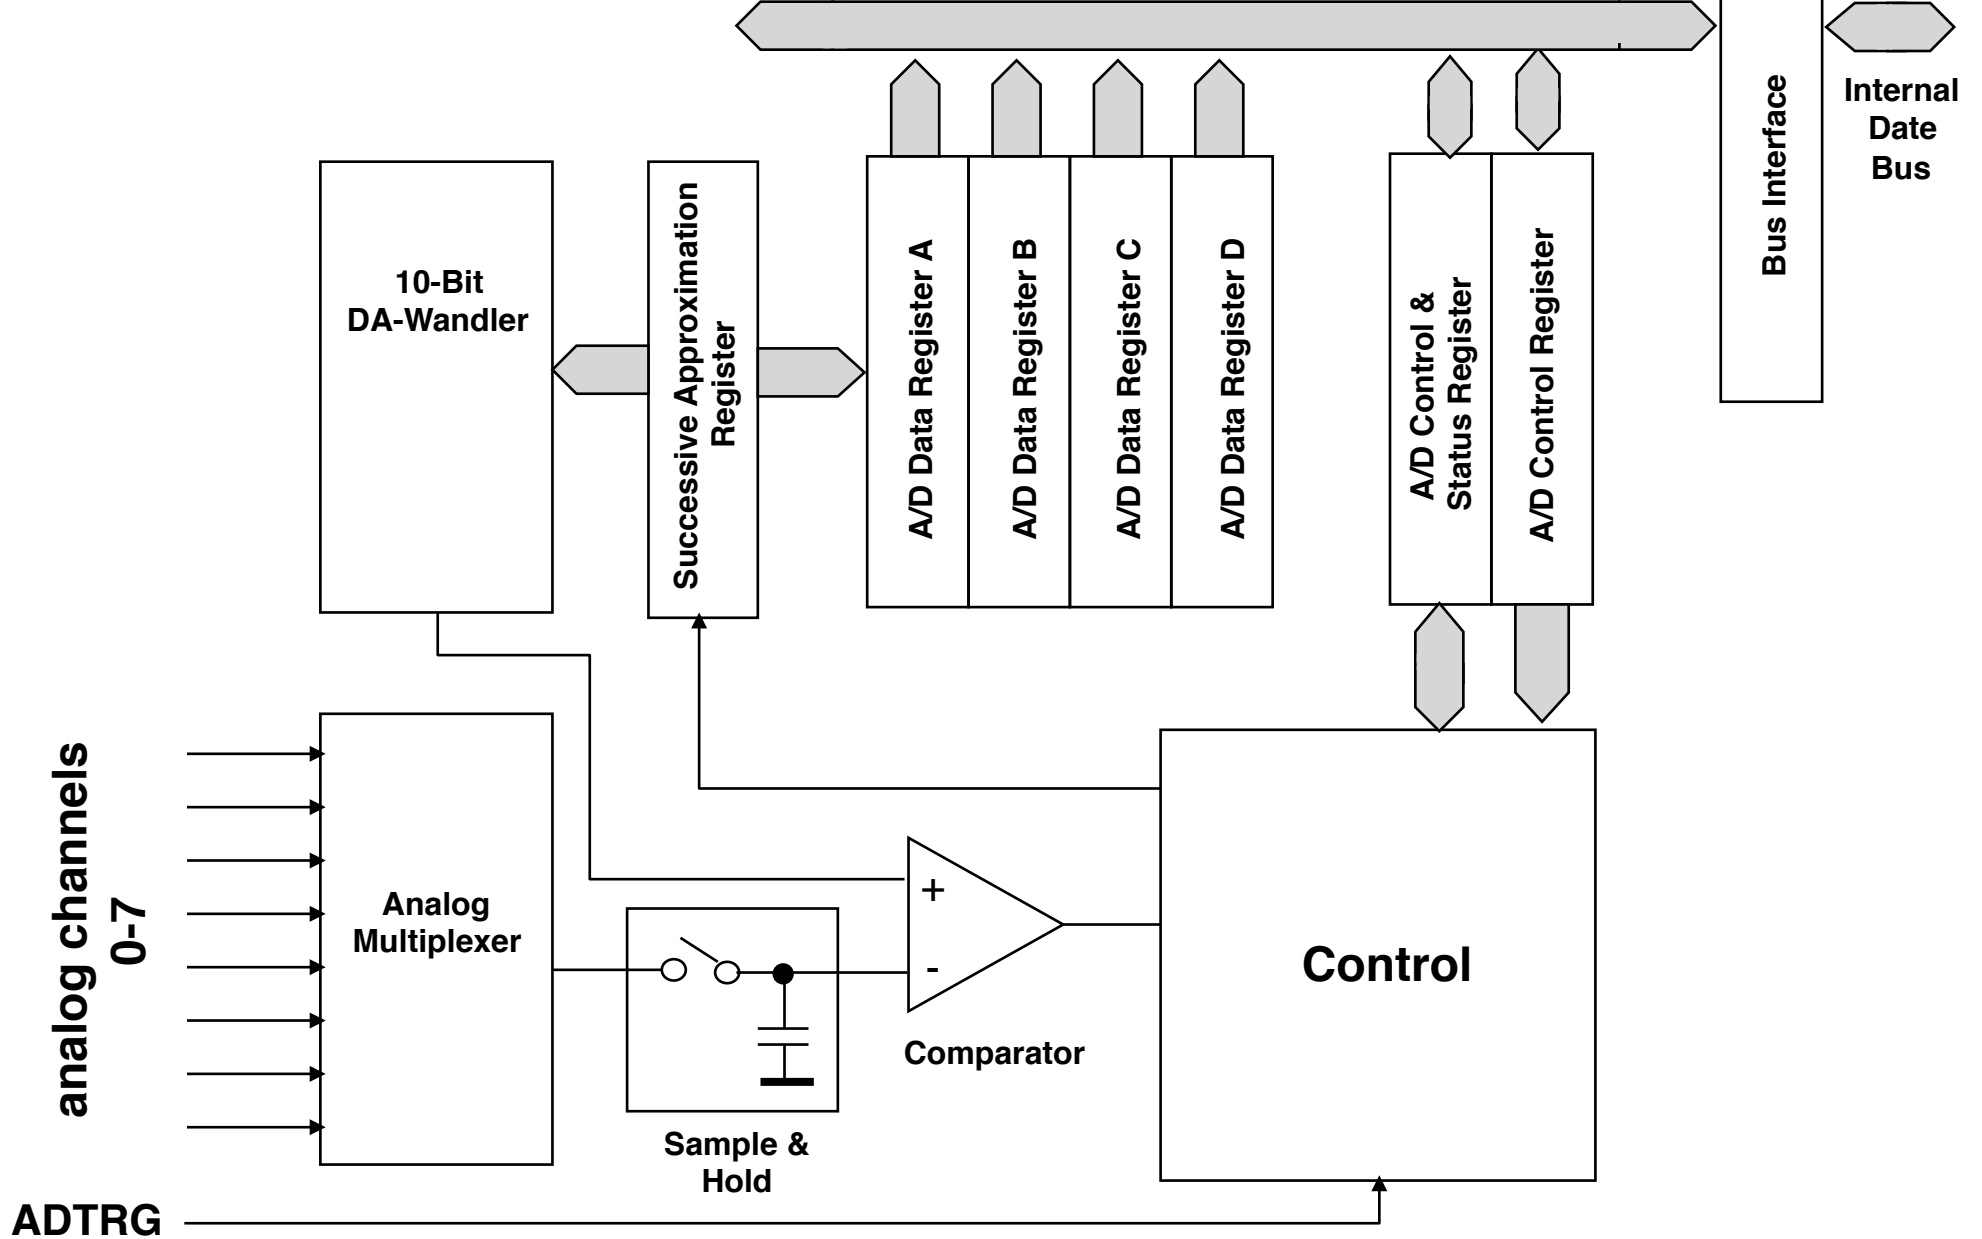 Internal
Date
Bus
Bus Interface
10-Bit
DA-Wandler
Successive Approximation
Register
A/D Data Register A
A/D Data Register B
A/D Data Register C
A/D Data Register D
A/D Control &
Status Register
A/D Control Register
analog channels
0-7
Analog
Multiplexer
+
-
Comparator
Control
Sample &
Hold
ADTRG